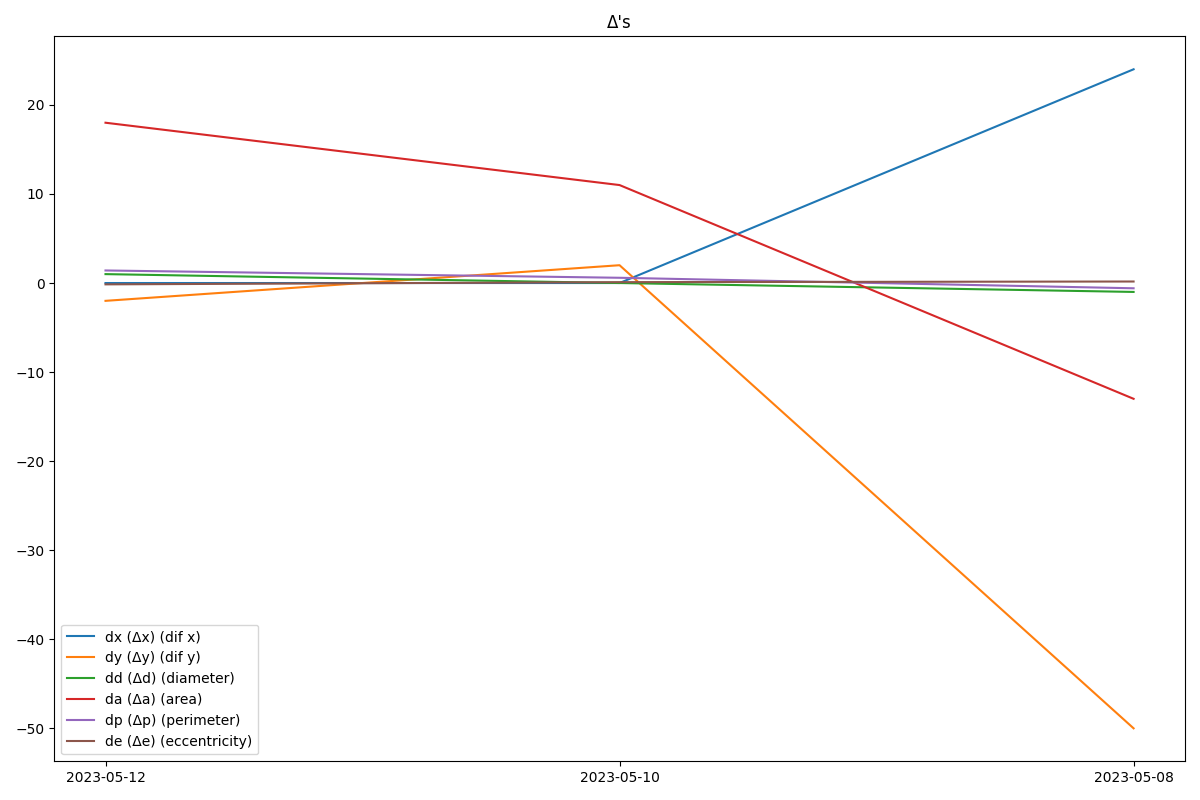 Δ's
20
10
0
−10
−20
−30
−40
−50
dx (Δx) (dif x)
dy (Δy) (dif y)
dd (Δd) (diameter)
da (Δa) (area)
dp (Δp) (perimeter)
de (Δe) (eccentricity)
2023-05-12
2023-05-10
2023-05-08